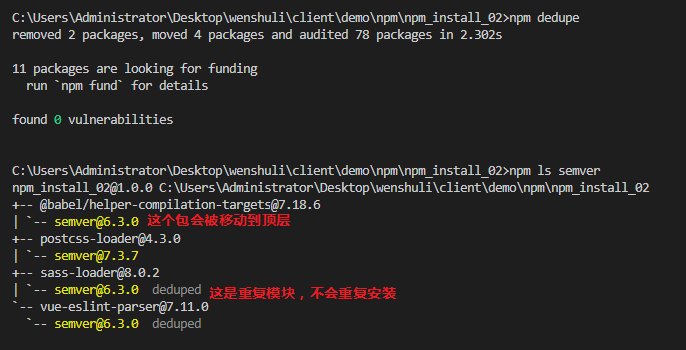 C:\Users\Administrator\Desktop\wenshuli\client\demo\npm\npm_install_02>npm dedupe
removed 2 packages, moved 4 packages and audited 78 packages in 2.302s
11 packages are looking for funding
  run `npm fund` for details
found 0 vulnerabilities
C:\Users\Administrator\Desktop\wenshuli\client\demo\npm\npm_install_02>npm ls semver
npm_install_02@1.0.0 C:\Users\Administrator\Desktop\wenshuli\client\demo\npm\npm_install_02
+-- @babel/helper-compilation-targets@7.18.6
| `-- semver@6.3.0 这个包会被移动到顶层
+-- postcss-loader@4.3.0
| `-- semver@7.3.7
+-- sass-loader@8.0.2
| `-- semver@6.3.0 deduped 这是重复模块，不会重复安装
`-- vue-eslint-parser@7.11.0
  `-- semver@6.3.0 deduped